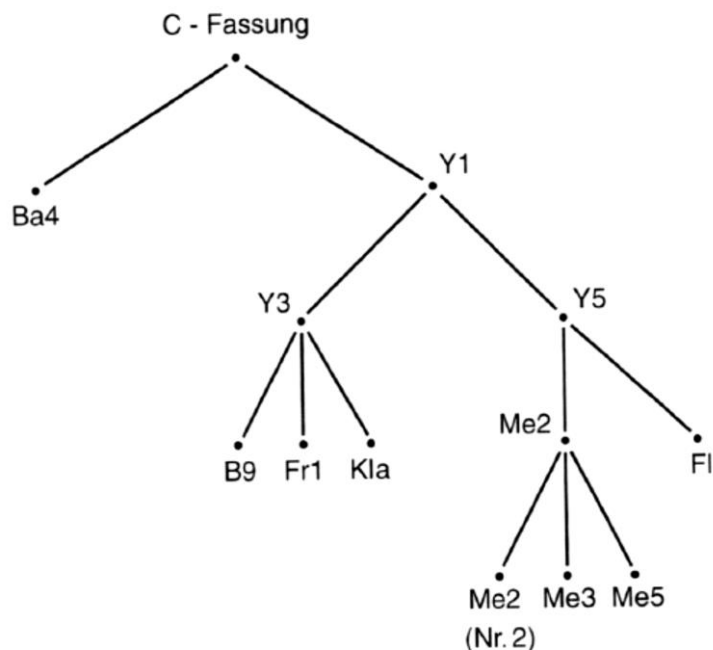 C - Fassung
Y1
Ba4
Y3
Y5
Me2
B9 Fr1 Kla
Fl
Me2 Me3 Me5
(Nr. 2)